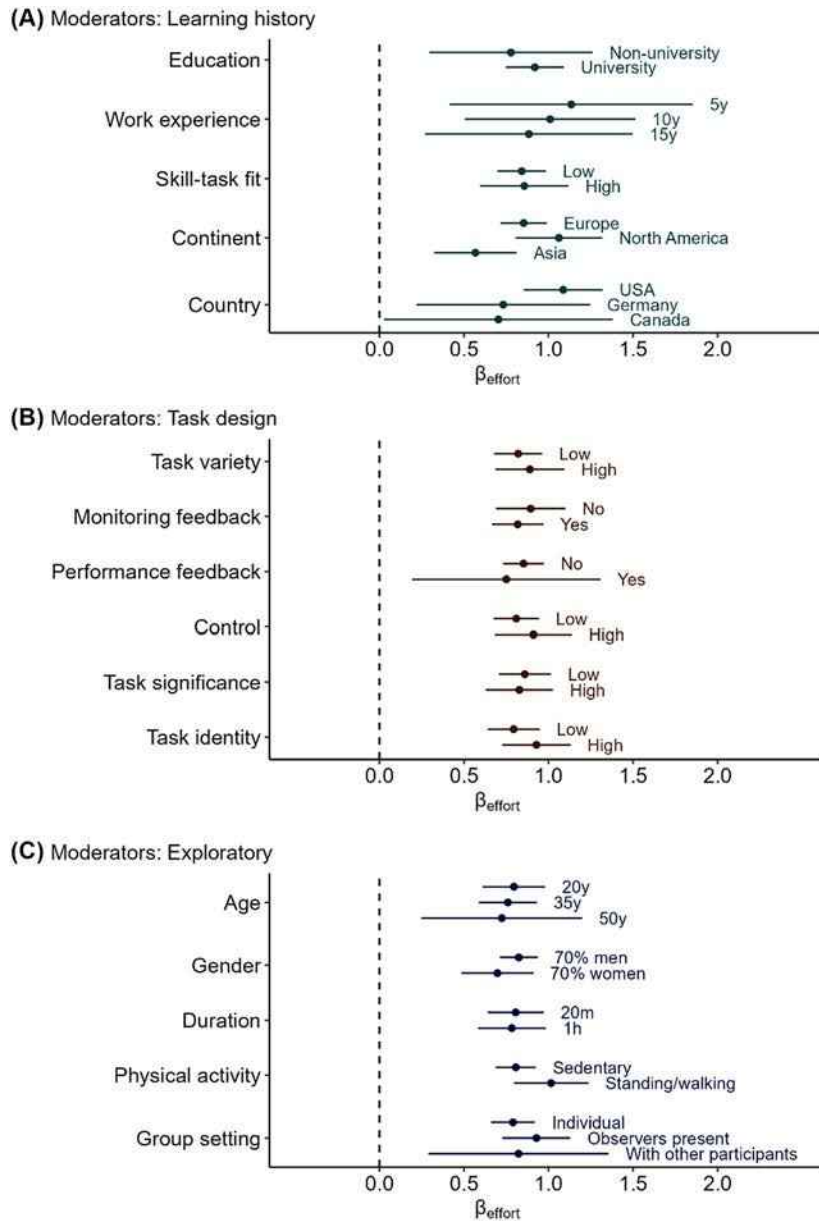 (A) Moderators: Learning history
Education
Non-university
University
Work experience
5y
10y
15y
Skill-task fit
Low
High
Continent
Europe
North America
Asia
Country
USA
Germany
Canada
0.0 0.5 1.0 1.5 2.0
βeffort
(B) Moderators: Task design
Task variety
Low
High
Monitoring feedback
No
Yes
Performance feedback
No
Yes
Control
Low
High
Task significance
Low
High
Task identity
Low
High
0.0 0.5 1.0 1.5 2.0
βeffort
(C) Moderators: Exploratory
Age
20y
35y
50y
Gender
70% men
70% women
Duration
20m
1h
Physical activity
Sedentary
Standing/walking
Group setting
Individual
Observers present
With other participants
0.0 0.5 1.0 1.5 2.0
βeffort